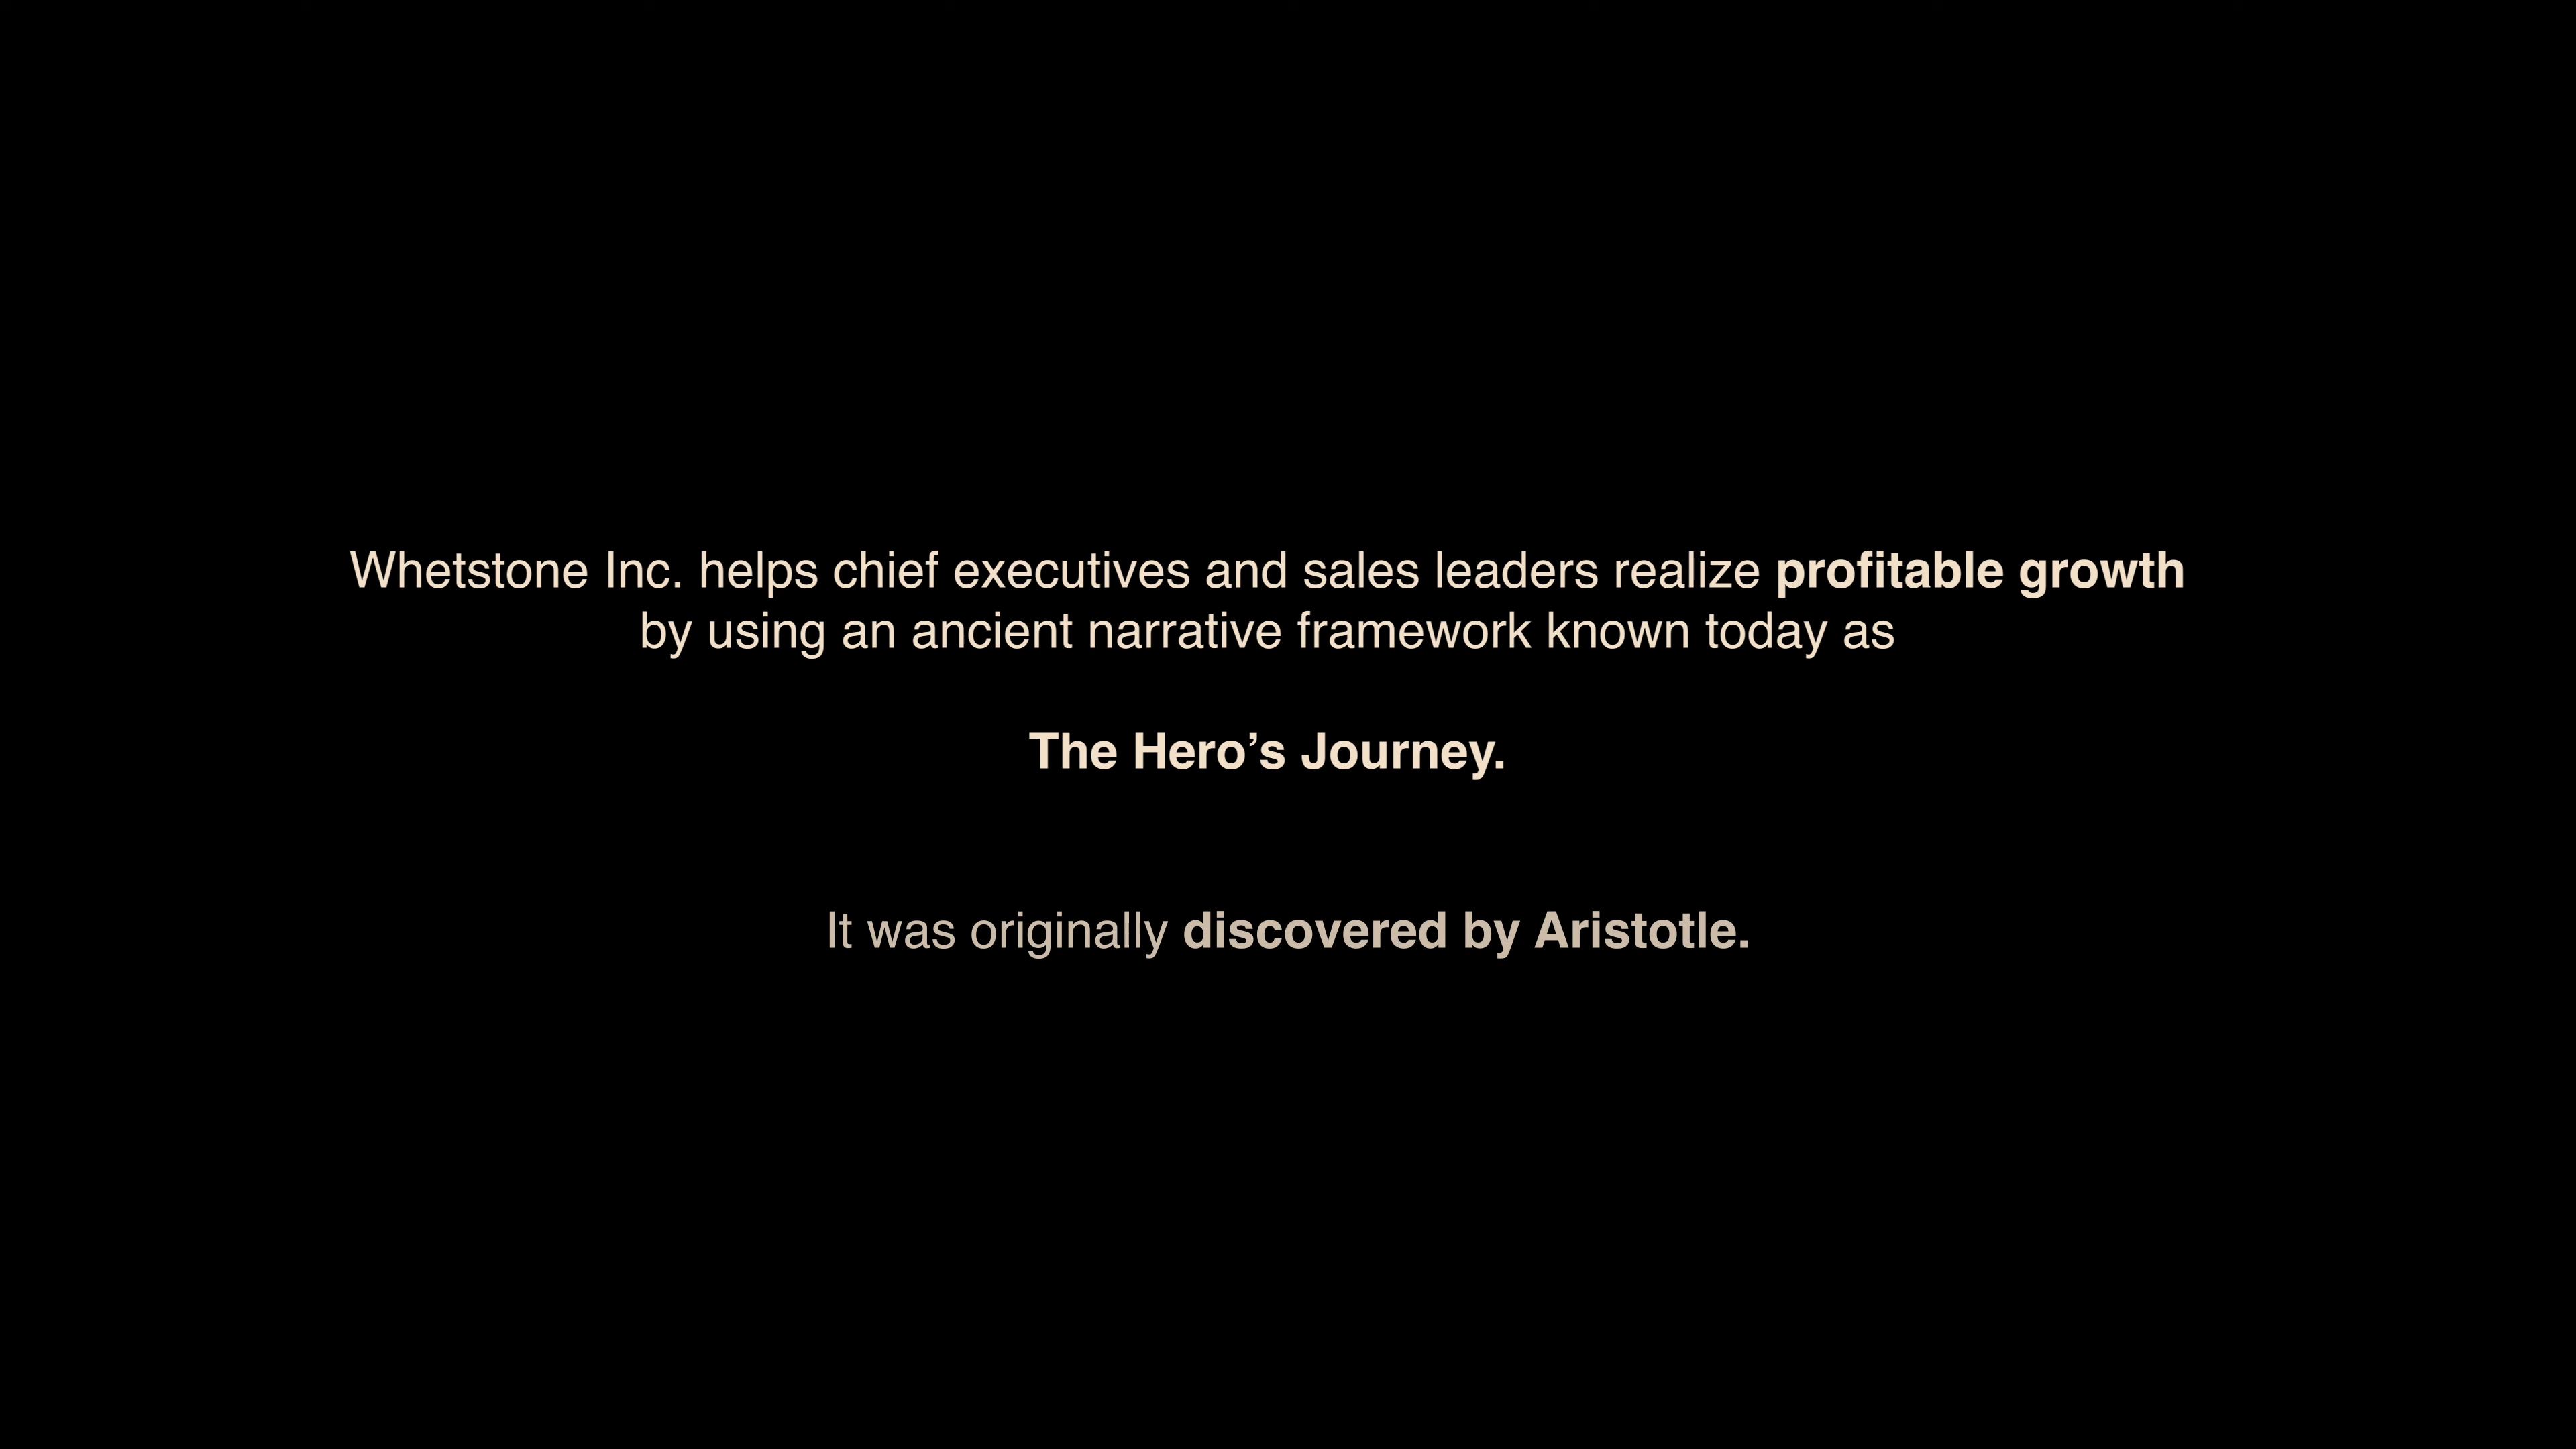 Whetstone Inc. helps chief executives and sales leaders realize profitable growth
by using an ancient narrative framework known today as
The Hero’s Journey.
It was originally discovered by Aristotle.